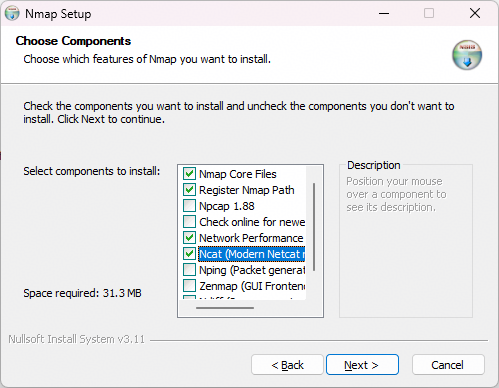 Nmap Setup
Choose Components
Choose which features of Nmap you want to install.
Check the components you want to install and uncheck the components you don't want to
install. Click Next to continue.
Select components to install:
Nmap Core Files
Register Nmap Path
Npcap 1.88
Check online for newe
Network Performance
Ncat (Modern Netcat r
Nping (Packet generat
Zenmap (GUI Frontend
Description
Position your mouse
over a component to
see its description.
Space required: 31.3 MB
Nullsoft Install System v3.11
< Back
Next >
Cancel